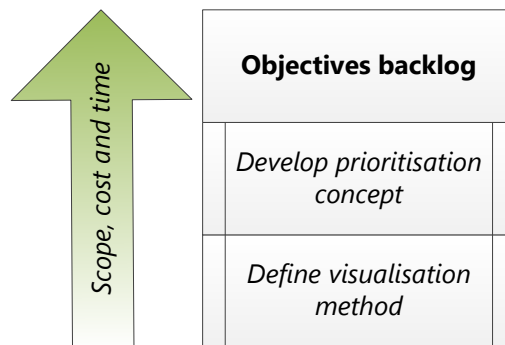 Scope, cost and time
Objectives backlog
Develop prioritisation
concept
Define visualisation
method